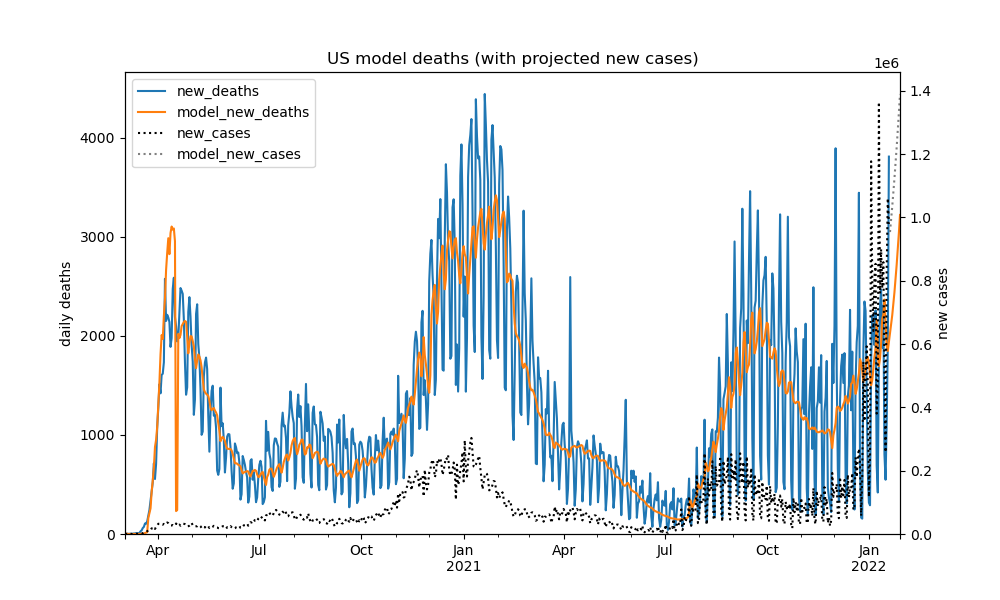 US model deaths (with projected new cases)
1e6
new_deaths
model_new_deaths
new_cases
model_new_cases
daily deaths
4000
3000
2000
1000
0
1.4
1.2
1.0
0.8
0.6
0.4
0.2
0.0
new cases
Apr
Jul
Oct
Jan
2021
Apr
Jul
Oct
Jan
2022